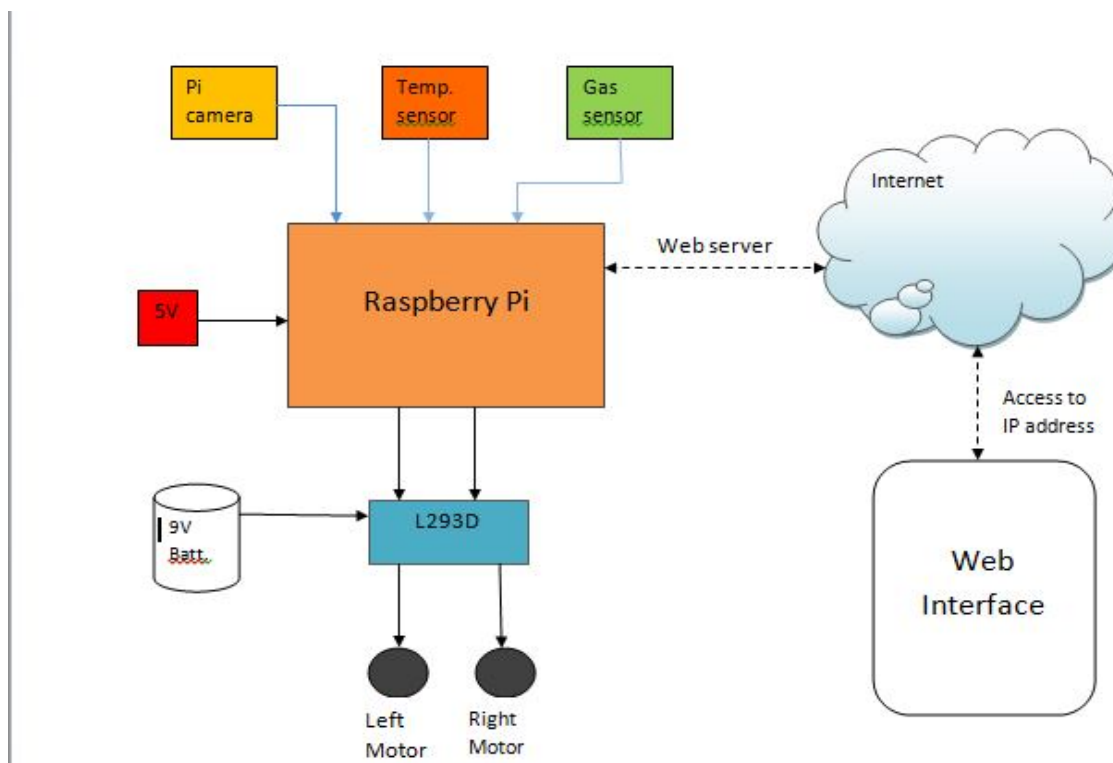 Pi
camera
Temp.
sensor
Gas
sensor
Internet
Web server
Raspberry Pi
5V
Access to
IP address
L293D
9V
Batt.
Web
Interface
Left
Motor
Right
Motor